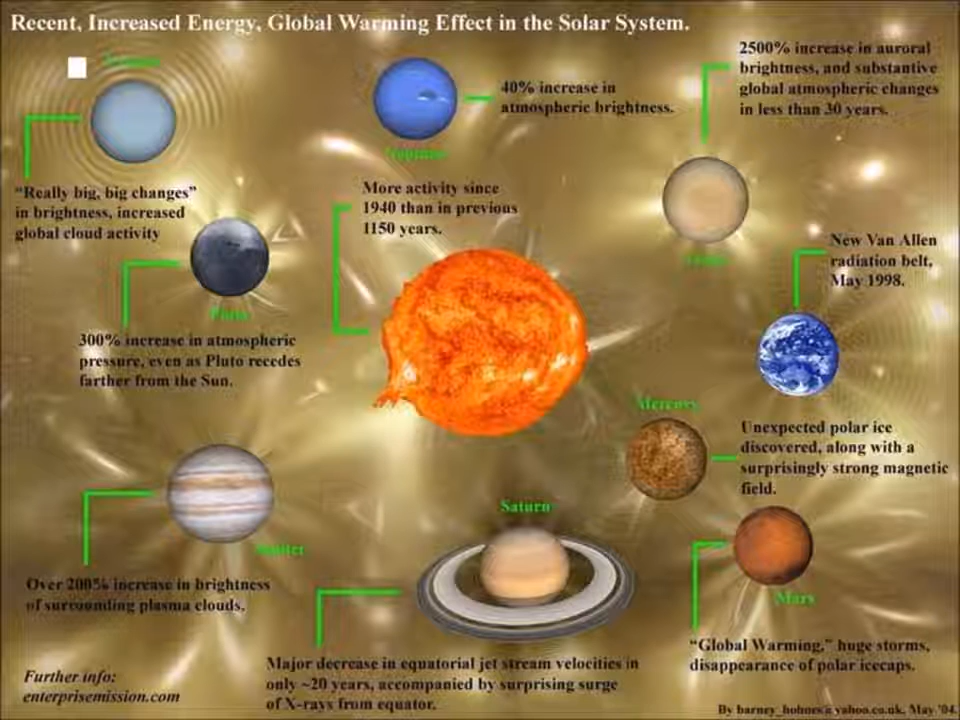 Recent, Increased Energy, Global Warming Effect in the Solar System.
2500% increase in auroral
brightness, and substantive
global atmospheric changes
in less than 30 years.
40% increase in
atmospheric brightness.
Neptune
"Really big, big changes"
in brightness, increased
global cloud activity
More activity since
1940 than in previous
1150 years.
New Van Allen
radiation belt,
May 1998.
Pluto
300% increase in atmospheric
pressure, even as Pluto recedes
farther from the Sun.
Mercury
Unexpected polar ice
discovered, along with a
surprisingly strong magnetic
field.
Saturn
Jupiter
Over 200% increase in brightness
of surrounding plasma clouds.
Mars
"Global Warming," huge storms,
disappearance of polar icecaps.
Major decrease in equatorial jet stream velocities in
only ~20 years, accompanied by surprising surge
of X-rays from equator.
Further info:
enterprisemission.com
By barney_holmes@yahoo.co.uk, May '04.